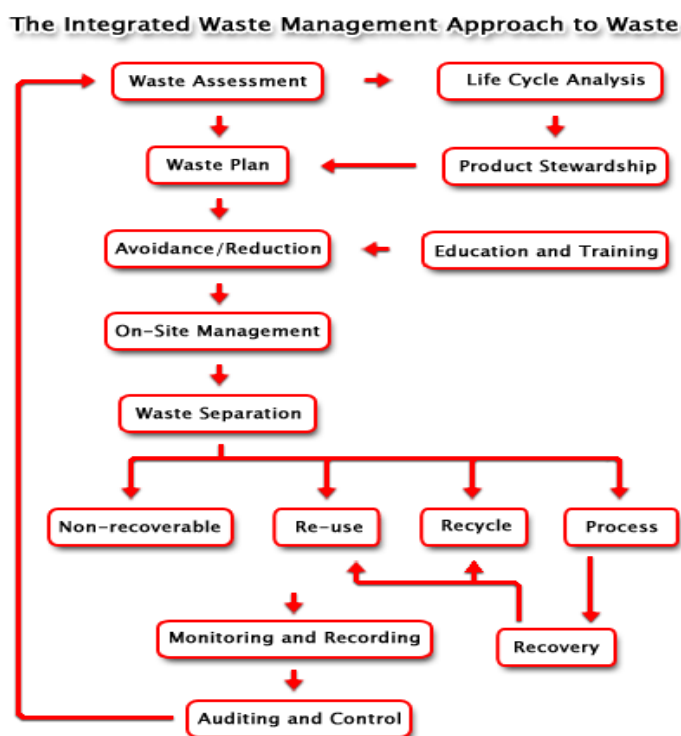 The Integrated Waste Management Approach to Waste
Waste Assessment
Life Cycle Analysis
Waste Plan
Product Stewardship
Avoidance/Reduction
Education and Training
On-Site Management
Waste Separation
Non-recoverable
Re-use
Recycle
Process
Monitoring and Recording
Recovery
Auditing and Control